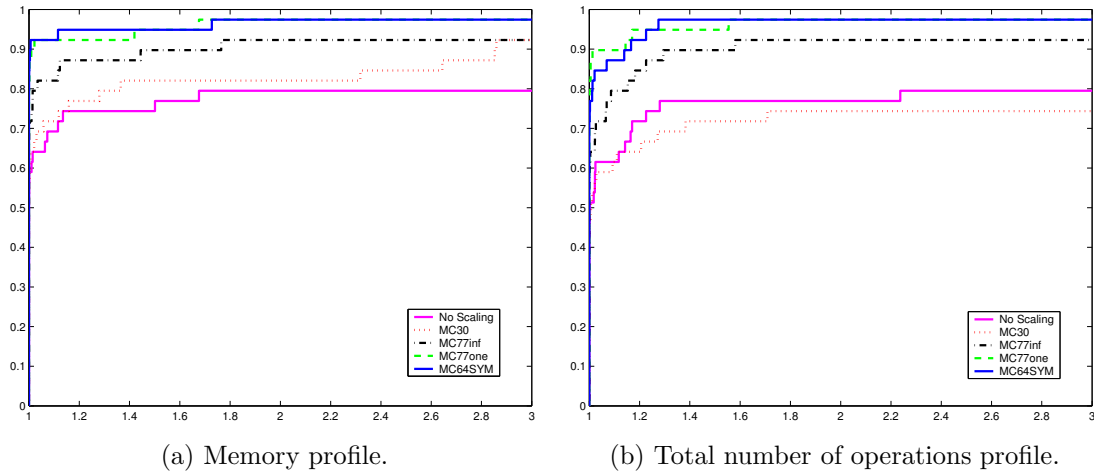 1
0.9
0.8
0.7
0.6
0.5
0.4
0.3
0.2
0.1
0
1 1.2 1.4 1.6 1.8 2 2.2 2.4 2.6 2.8 3
No Scaling
MC30
MC77inf
MC77one
MC64SYM
(a) Memory profile.
1
0.9
0.8
0.7
0.6
0.5
0.4
0.3
0.2
0.1
0
1 1.2 1.4 1.6 1.8 2 2.2 2.4 2.6 2.8 3
No Scaling
MC30
MC77inf
MC77one
MC64SYM
(b) Total number of operations profile.